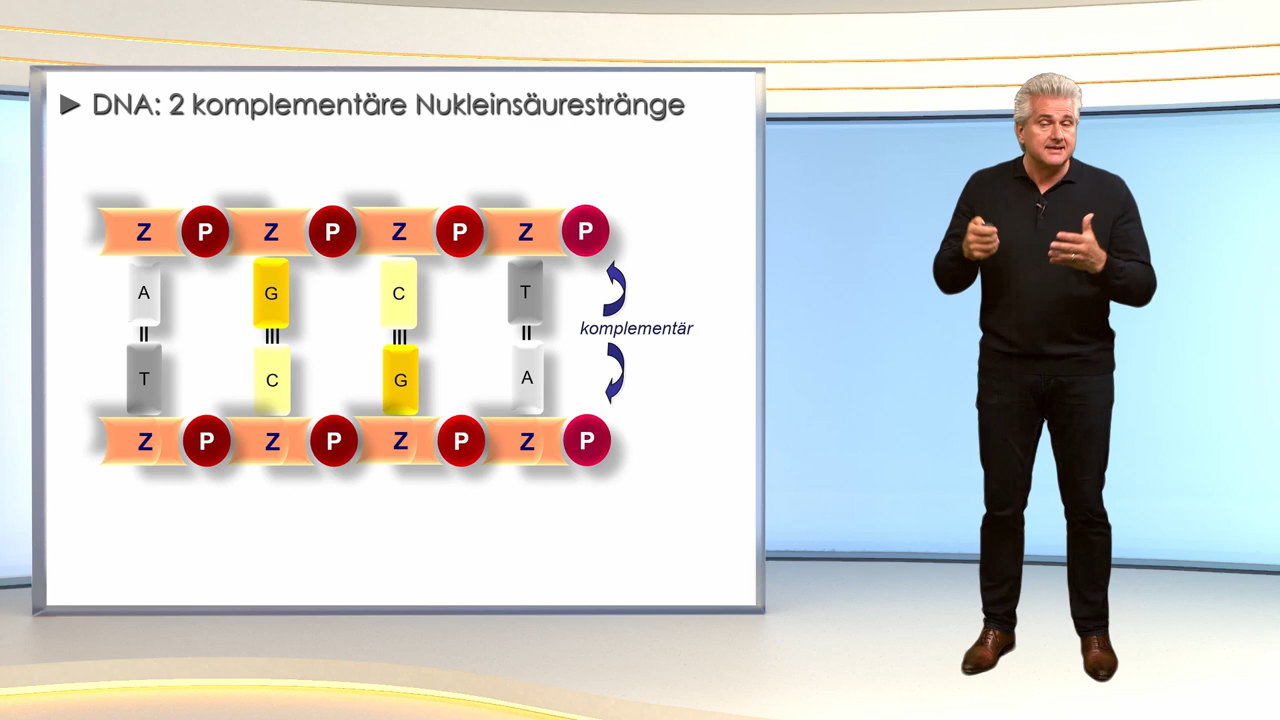 ► DNA: 2 komplementäre Nukleinsäurestränge
Z P Z P Z P Z P
A G C T
komplementär
T C G A
Z P Z P Z P Z P